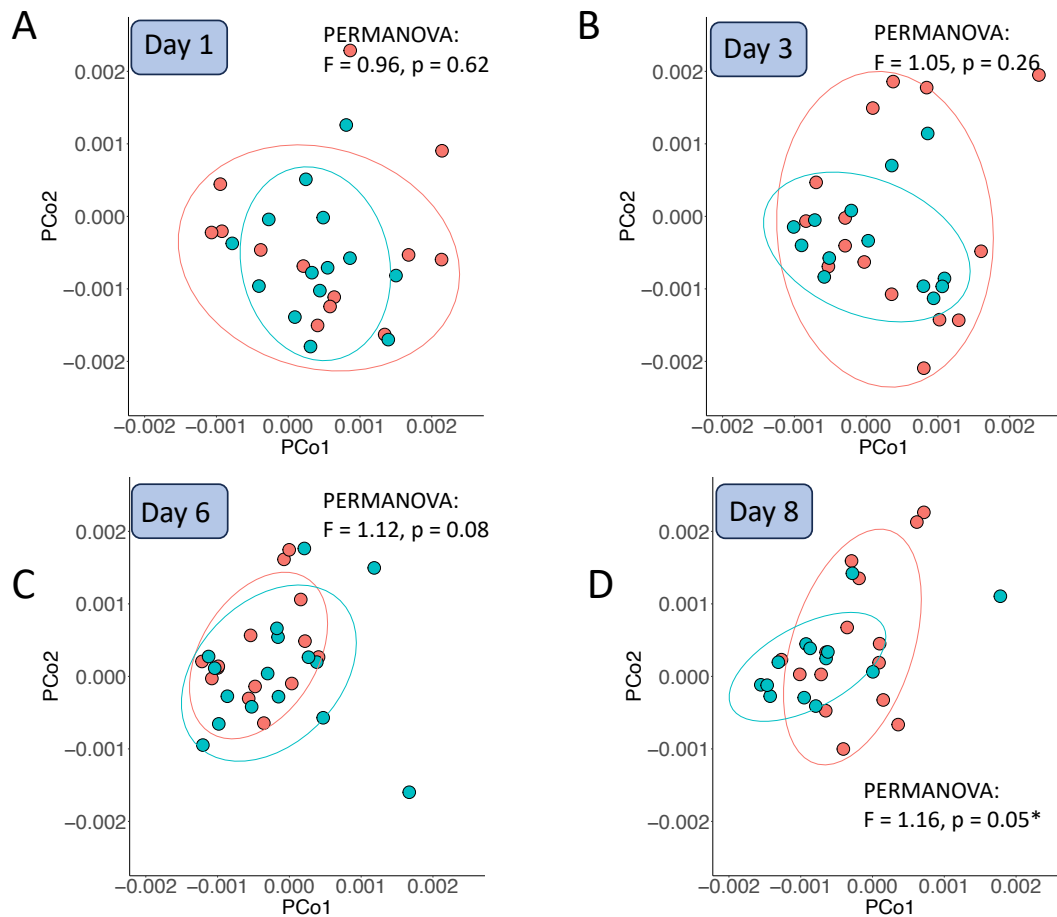 A
Day 1
PERMANOVA:
F = 0.96, p = 0.62
0.002
0.001
0.000
−0.001
−0.002
PCo2
−0.002 −0.001 0.000 0.001 0.002
PCo1
B
Day 3
PERMANOVA:
F = 1.05, p = 0.26
0.002
0.001
0.000
−0.001
−0.002
PCo2
−0.002 −0.001 0.000 0.001 0.002
PCo1
C
Day 6
PERMANOVA:
F = 1.12, p = 0.08
0.002
0.001
0.000
−0.001
−0.002
PCo2
−0.002 −0.001 0.000 0.001 0.002
PCo1
D
Day 8
0.002
0.001
0.000
−0.001
−0.002
PCo2
PERMANOVA:
F = 1.16, p = 0.05*
−0.002 −0.001 0.000 0.001 0.002
PCo1